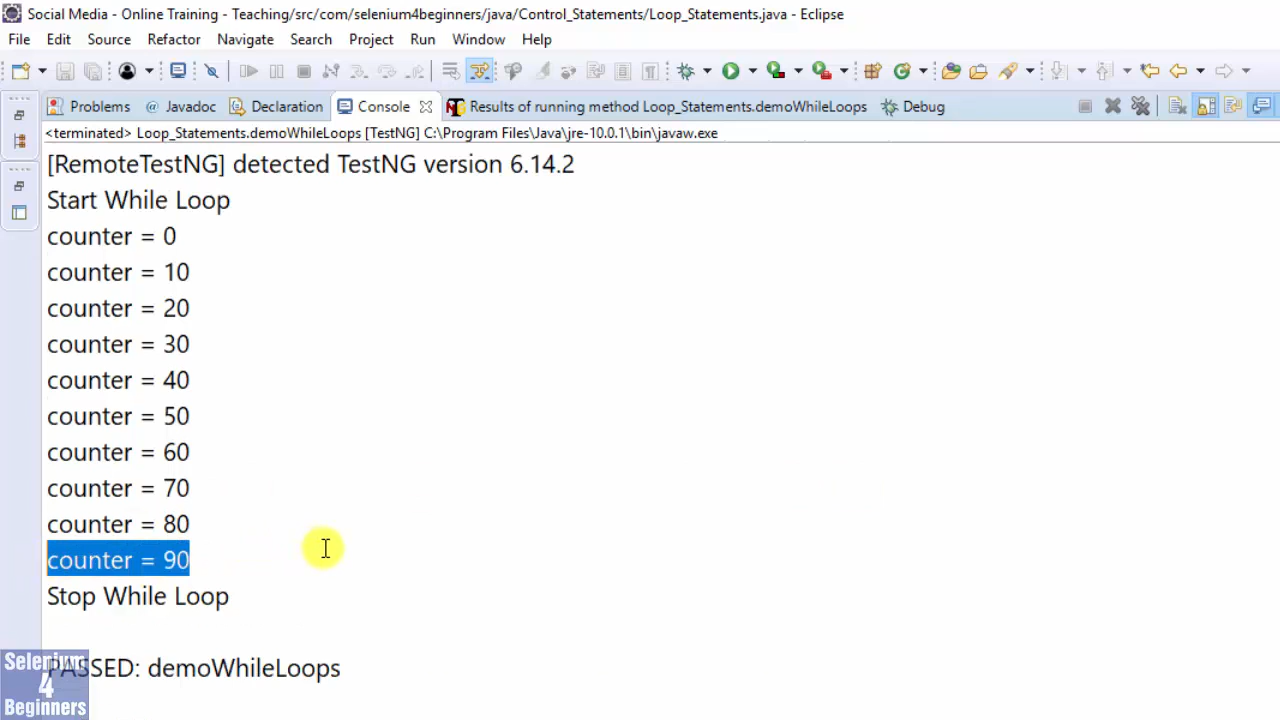 Social Media - Online Training - Teaching/src/com/selenium4beginners/java/Control_Statements/Loop_Statements.java - Eclipse
File Edit Source Refactor Navigate Search Project Run Window Help
Problems @ Javadoc Declaration Console Results of running method Loop_Statements.demoWhileLoops Debug
<terminated> Loop_Statements.demoWhileLoops [TestNG] C:\Program Files\Java\jre-10.0.1\bin\javaw.exe
[RemoteTestNG] detected TestNG version 6.14.2
Start While Loop
counter = 0
counter = 10
counter = 20
counter = 30
counter = 40
counter = 50
counter = 60
counter = 70
counter = 80
counter = 90
Stop While Loop
PASSED: demoWhileLoops
Selenium
4
Beginners